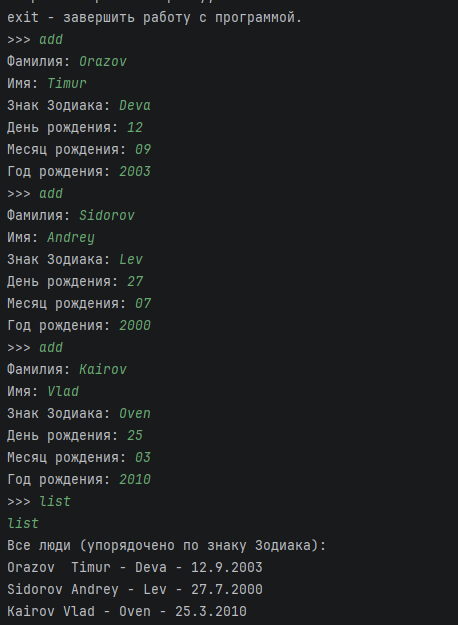 exit - завершить работу с программой.
>>> add
Фамилия: Orazov
Имя: Timur
Знак Зодиака: Deva
День рождения: 12
Месяц рождения: 09
Год рождения: 2003
>>> add
Фамилия: Sidorov
Имя: Andrey
Знак Зодиака: Lev
День рождения: 27
Месяц рождения: 07
Год рождения: 2000
>>> add
Фамилия: Kairov
Имя: Vlad
Знак Зодиака: Oven
День рождения: 25
Месяц рождения: 03
Год рождения: 2010
>>> list
list
Все люди (упорядочено по знаку Зодиака):
Orazov  Timur - Deva - 12.9.2003
Sidorov Andrey - Lev - 27.7.2000
Kairov Vlad - Oven - 25.3.2010